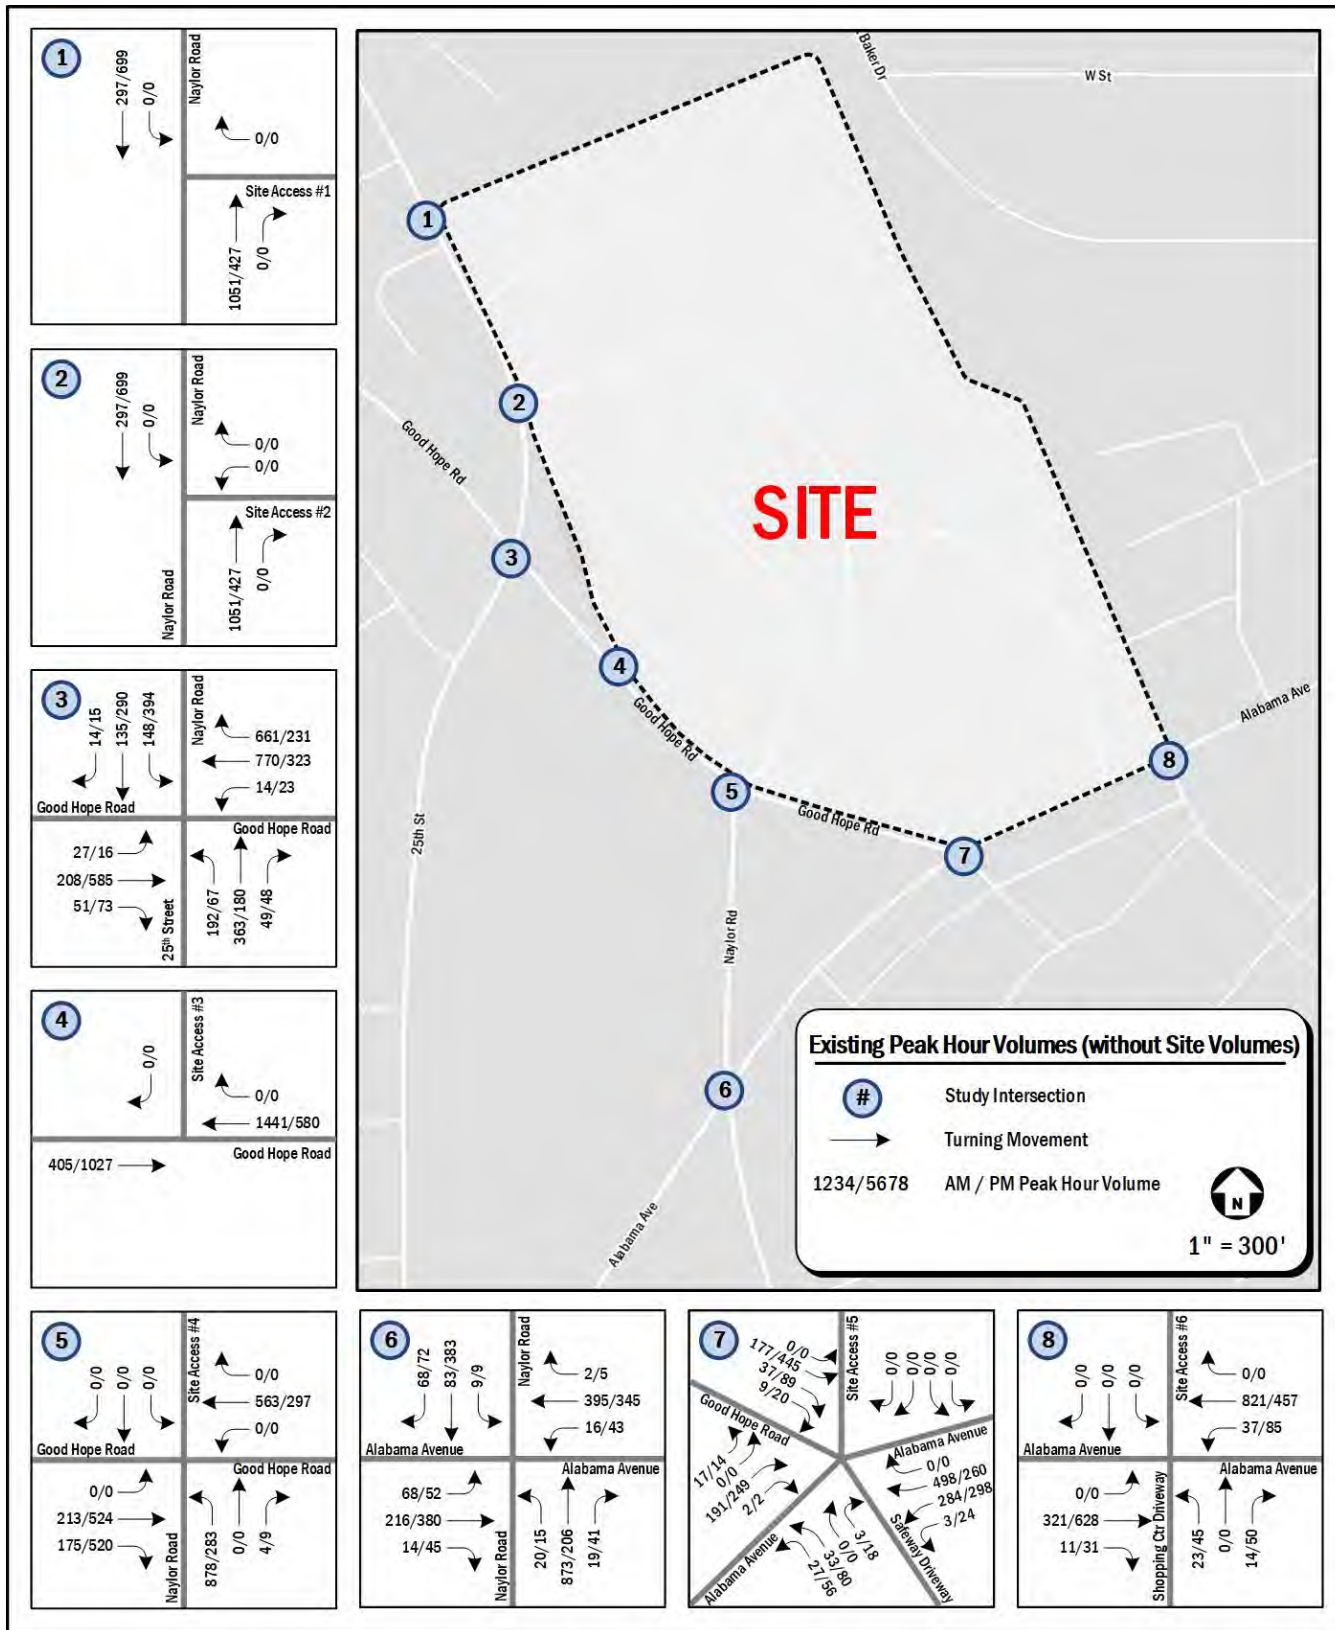 1
297/699
0/0
Naylor Road
0/0
Site Access #1
1051/427
0/0
2
297/699
0/0
Naylor Road
0/0
0/0
Site Access #2
Naylor Road
1051/427
0/0
3
14/15
135/290
148/394
Naylor Road
661/231
770/323
14/23
Good Hope Road
Good Hope Road
27/16
208/585
51/73
25th Street
192/67
363/180
49/48
4
0/0
Site Access #3
0/0
1441/580
Good Hope Road
405/1027
5
0/0
0/0
0/0
Site Access #4
0/0
563/297
0/0
Good Hope Road
Good Hope Road
0/0
213/524
175/520
Naylor Road
878/283
0/0
4/9
6
68/72
83/383
9/9
Naylor Road
2/5
395/345
16/43
Alabama Avenue
Alabama Avenue
68/52
216/380
14/45
Naylor Road
20/15
873/206
19/41
7
0/0
177/445
37/89
9/20
Site Access #5
0/0
0/0
0/0
0/0
Good Hope Road
Alabama Avenue
17/14
0/0
191/249
2/2
0/0
498/260
284/298
3/24
Alabama Avenue
27/56
33/80
0/0
3/18
Safeway Driveway
8
0/0
0/0
0/0
Site Access #6
0/0
821/457
37/85
Alabama Avenue
Alabama Avenue
0/0
321/628
11/31
Shopping Ctr Driveway
23/45
0/0
14/50
Baker Dr
W St
1
2
Good Hope Rd
3
SITE
4
Good Hope Rd
5
Good Hope Rd
7
8
Alabama Ave
25th St
Naylor Rd
6
Alabama Ave
Existing Peak Hour Volumes (without Site Volumes)
# Study Intersection
Turning Movement
1234/5678 AM / PM Peak Hour Volume
N
1" = 300'